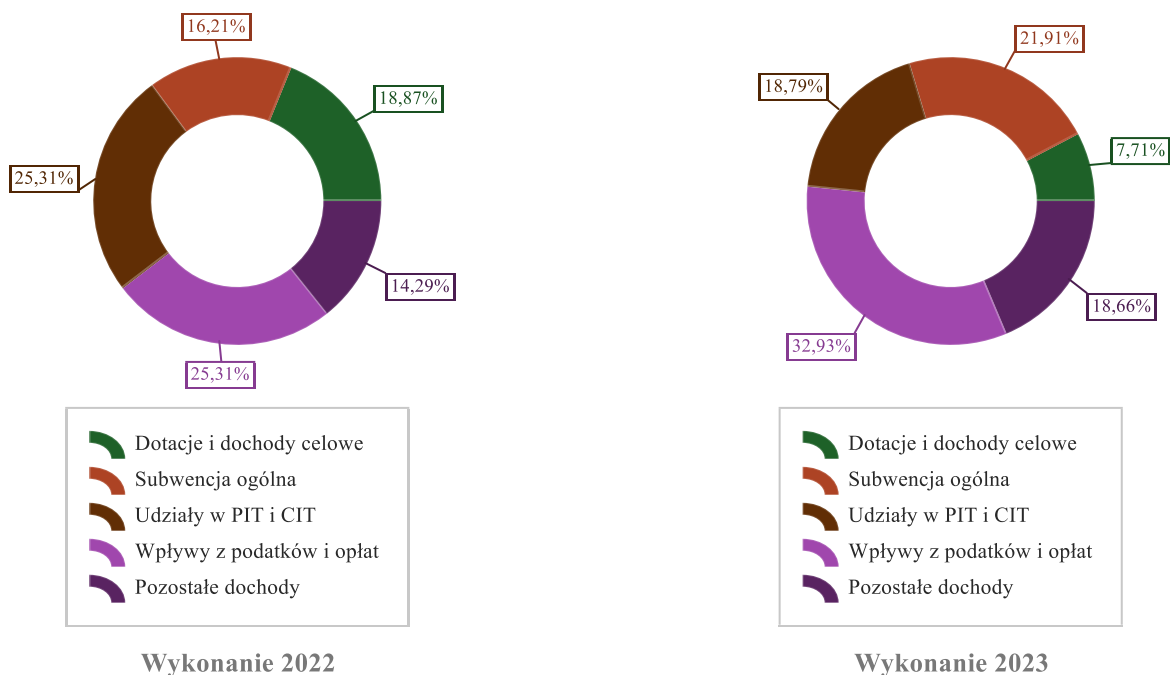 16,21%
18,87%
25,31%
14,29%
25,31%
Dotacje i dochody celowe
Subwencja ogólna
Udziały w PIT i CIT
Wpływy z podatków i opłat
Pozostałe dochody
Wykonanie 2022
21,91%
18,79%
7,71%
18,66%
32,93%
Dotacje i dochody celowe
Subwencja ogólna
Udziały w PIT i CIT
Wpływy z podatków i opłat
Pozostałe dochody
Wykonanie 2023